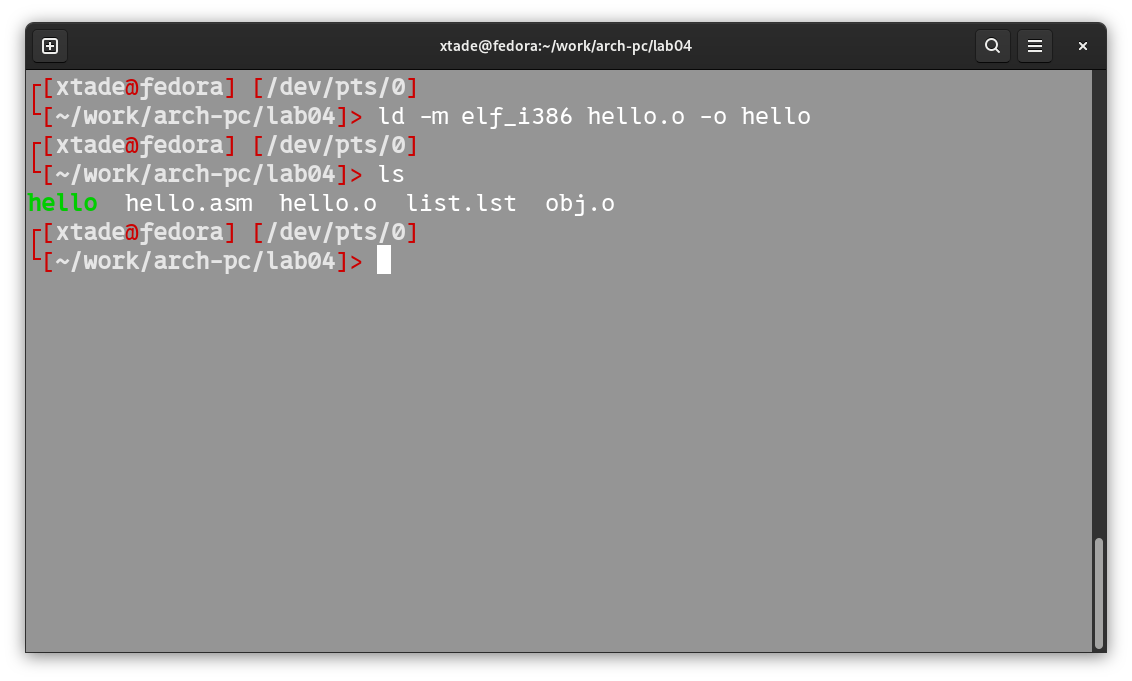 xtade@fedora:~/work/arch-pc/lab04
[xtade@fedora] [/dev/pts/0]
[~/work/arch-pc/lab04]> ld -m elf_i386 hello.o -o hello
[xtade@fedora] [/dev/pts/0]
[~/work/arch-pc/lab04]> ls
hello  hello.asm  hello.o  list.lst  obj.o
[xtade@fedora] [/dev/pts/0]
[~/work/arch-pc/lab04]>